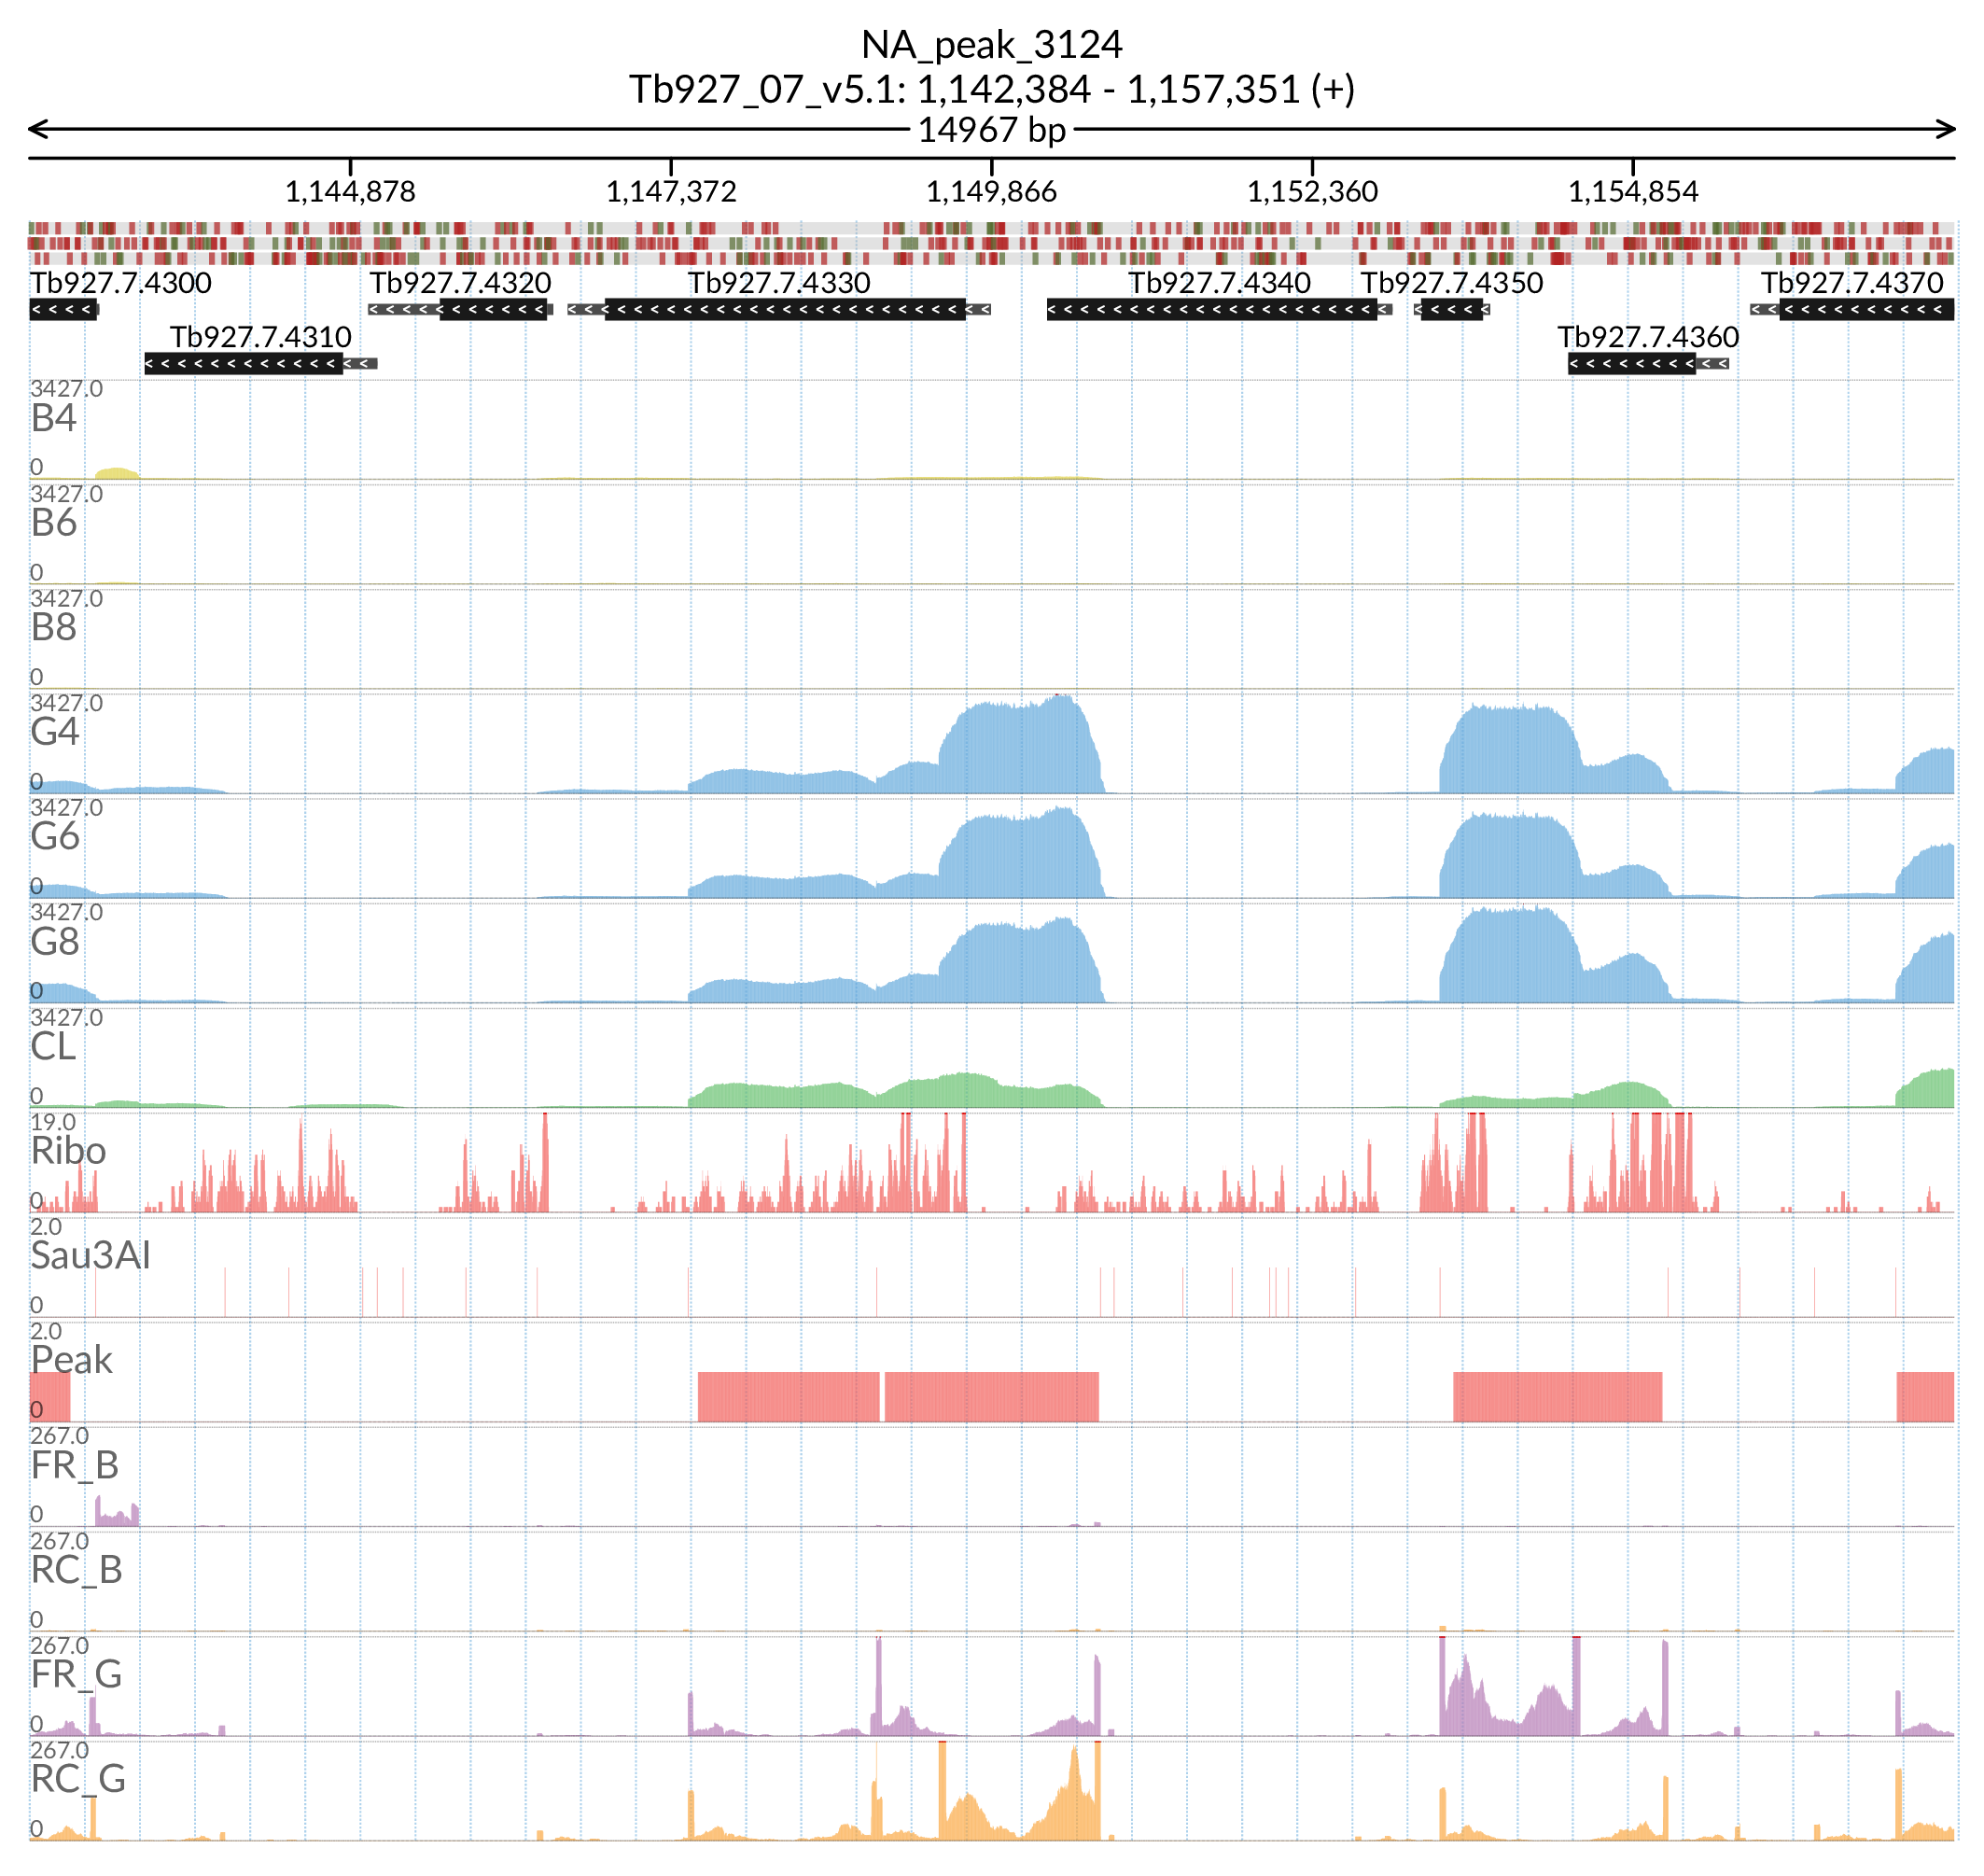 NA_peak_3124
Tb927_07_v5.1: 1,142,384 - 1,157,351 (+)
14967 bp
1,144,878 1,147,372 1,149,866 1,152,360 1,154,854
Tb927.7.4300 Tb927.7.4320 Tb927.7.4330 Tb927.7.4340 Tb927.7.4350 Tb927.7.4370
Tb927.7.4310 Tb927.7.4360
3427.0
B4
0
3427.0
B6
0
3427.0
B8
0
3427.0
G4
0
3427.0
G6
0
3427.0
G8
0
3427.0
CL
0
19.0
Ribo
0
2.0
Sau3AI
0
2.0
Peak
0
267.0
FR_B
0
267.0
RC_B
0
267.0
FR_G
0
267.0
RC_G
0